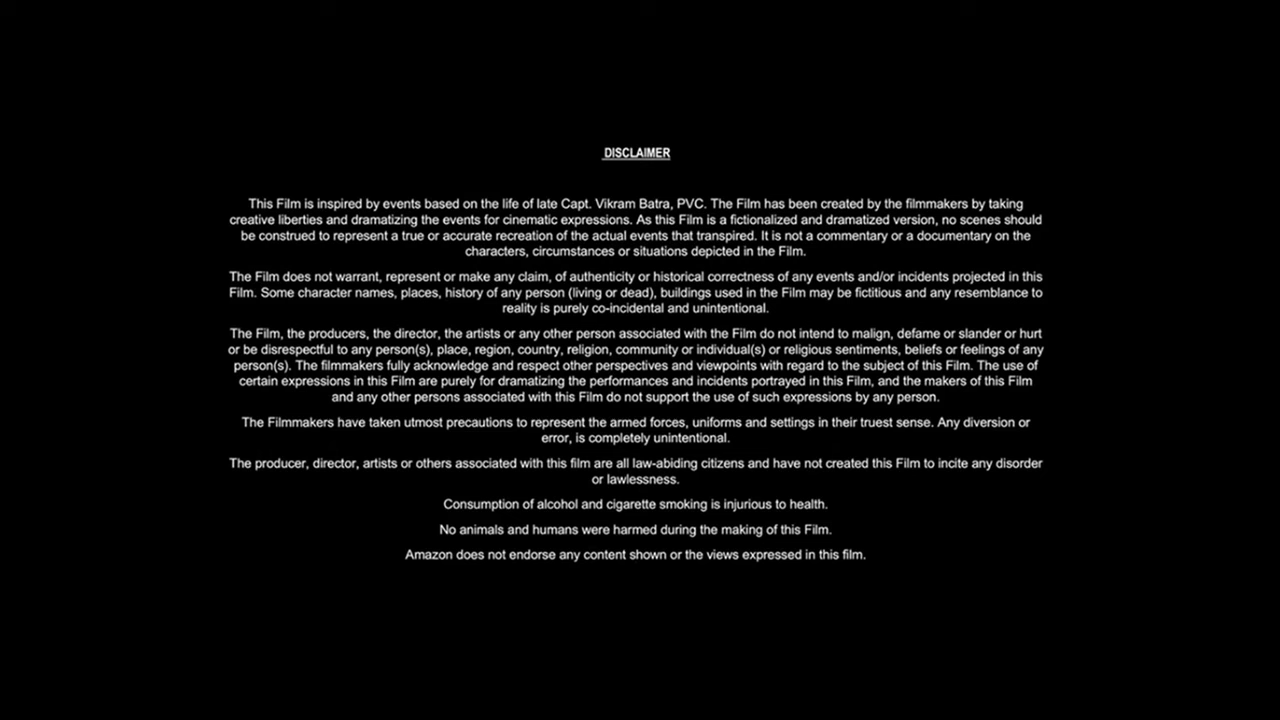 DISCLAIMER
This Film is inspired by events based on the life of late Capt. Vikram Batra, PVC. The Film has been created by the filmmakers by taking
creative liberties and dramatizing the events for cinematic expressions. As this Film is a fictionalized and dramatized version, no scenes should
be construed to represent a true or accurate recreation of the actual events that transpired. It is not a commentary or a documentary on the
characters, circumstances or situations depicted in the Film.
The Film does not warrant, represent or make any claim, of authenticity or historical correctness of any events and/or incidents projected in this
Film. Some character names, places, history of any person (living or dead), buildings used in the Film may be fictitious and any resemblance to
reality is purely co-incidental and unintentional.
The Film, the producers, the director, the artists or any other person associated with the Film do not intend to malign, defame or slander or hurt
or be disrespectful to any person(s), place, region, country, religion, community or individual(s) or religious sentiments, beliefs or feelings of any
person(s). The filmmakers fully acknowledge and respect other perspectives and viewpoints with regard to the subject of this Film. The use of
certain expressions in this Film are purely for dramatizing the performances and incidents portrayed in this Film, and the makers of this Film
and any other persons associated with this Film do not support the use of such expressions by any person.
The Filmmakers have taken utmost precautions to represent the armed forces, uniforms and settings in their truest sense. Any diversion or
error, is completely unintentional.
The producer, director, artists or others associated with this film are all law-abiding citizens and have not created this Film to incite any disorder
or lawlessness.
Consumption of alcohol and cigarette smoking is injurious to health.
No animals and humans were harmed during the making of this Film.
Amazon does not endorse any content shown or the views expressed in this film.